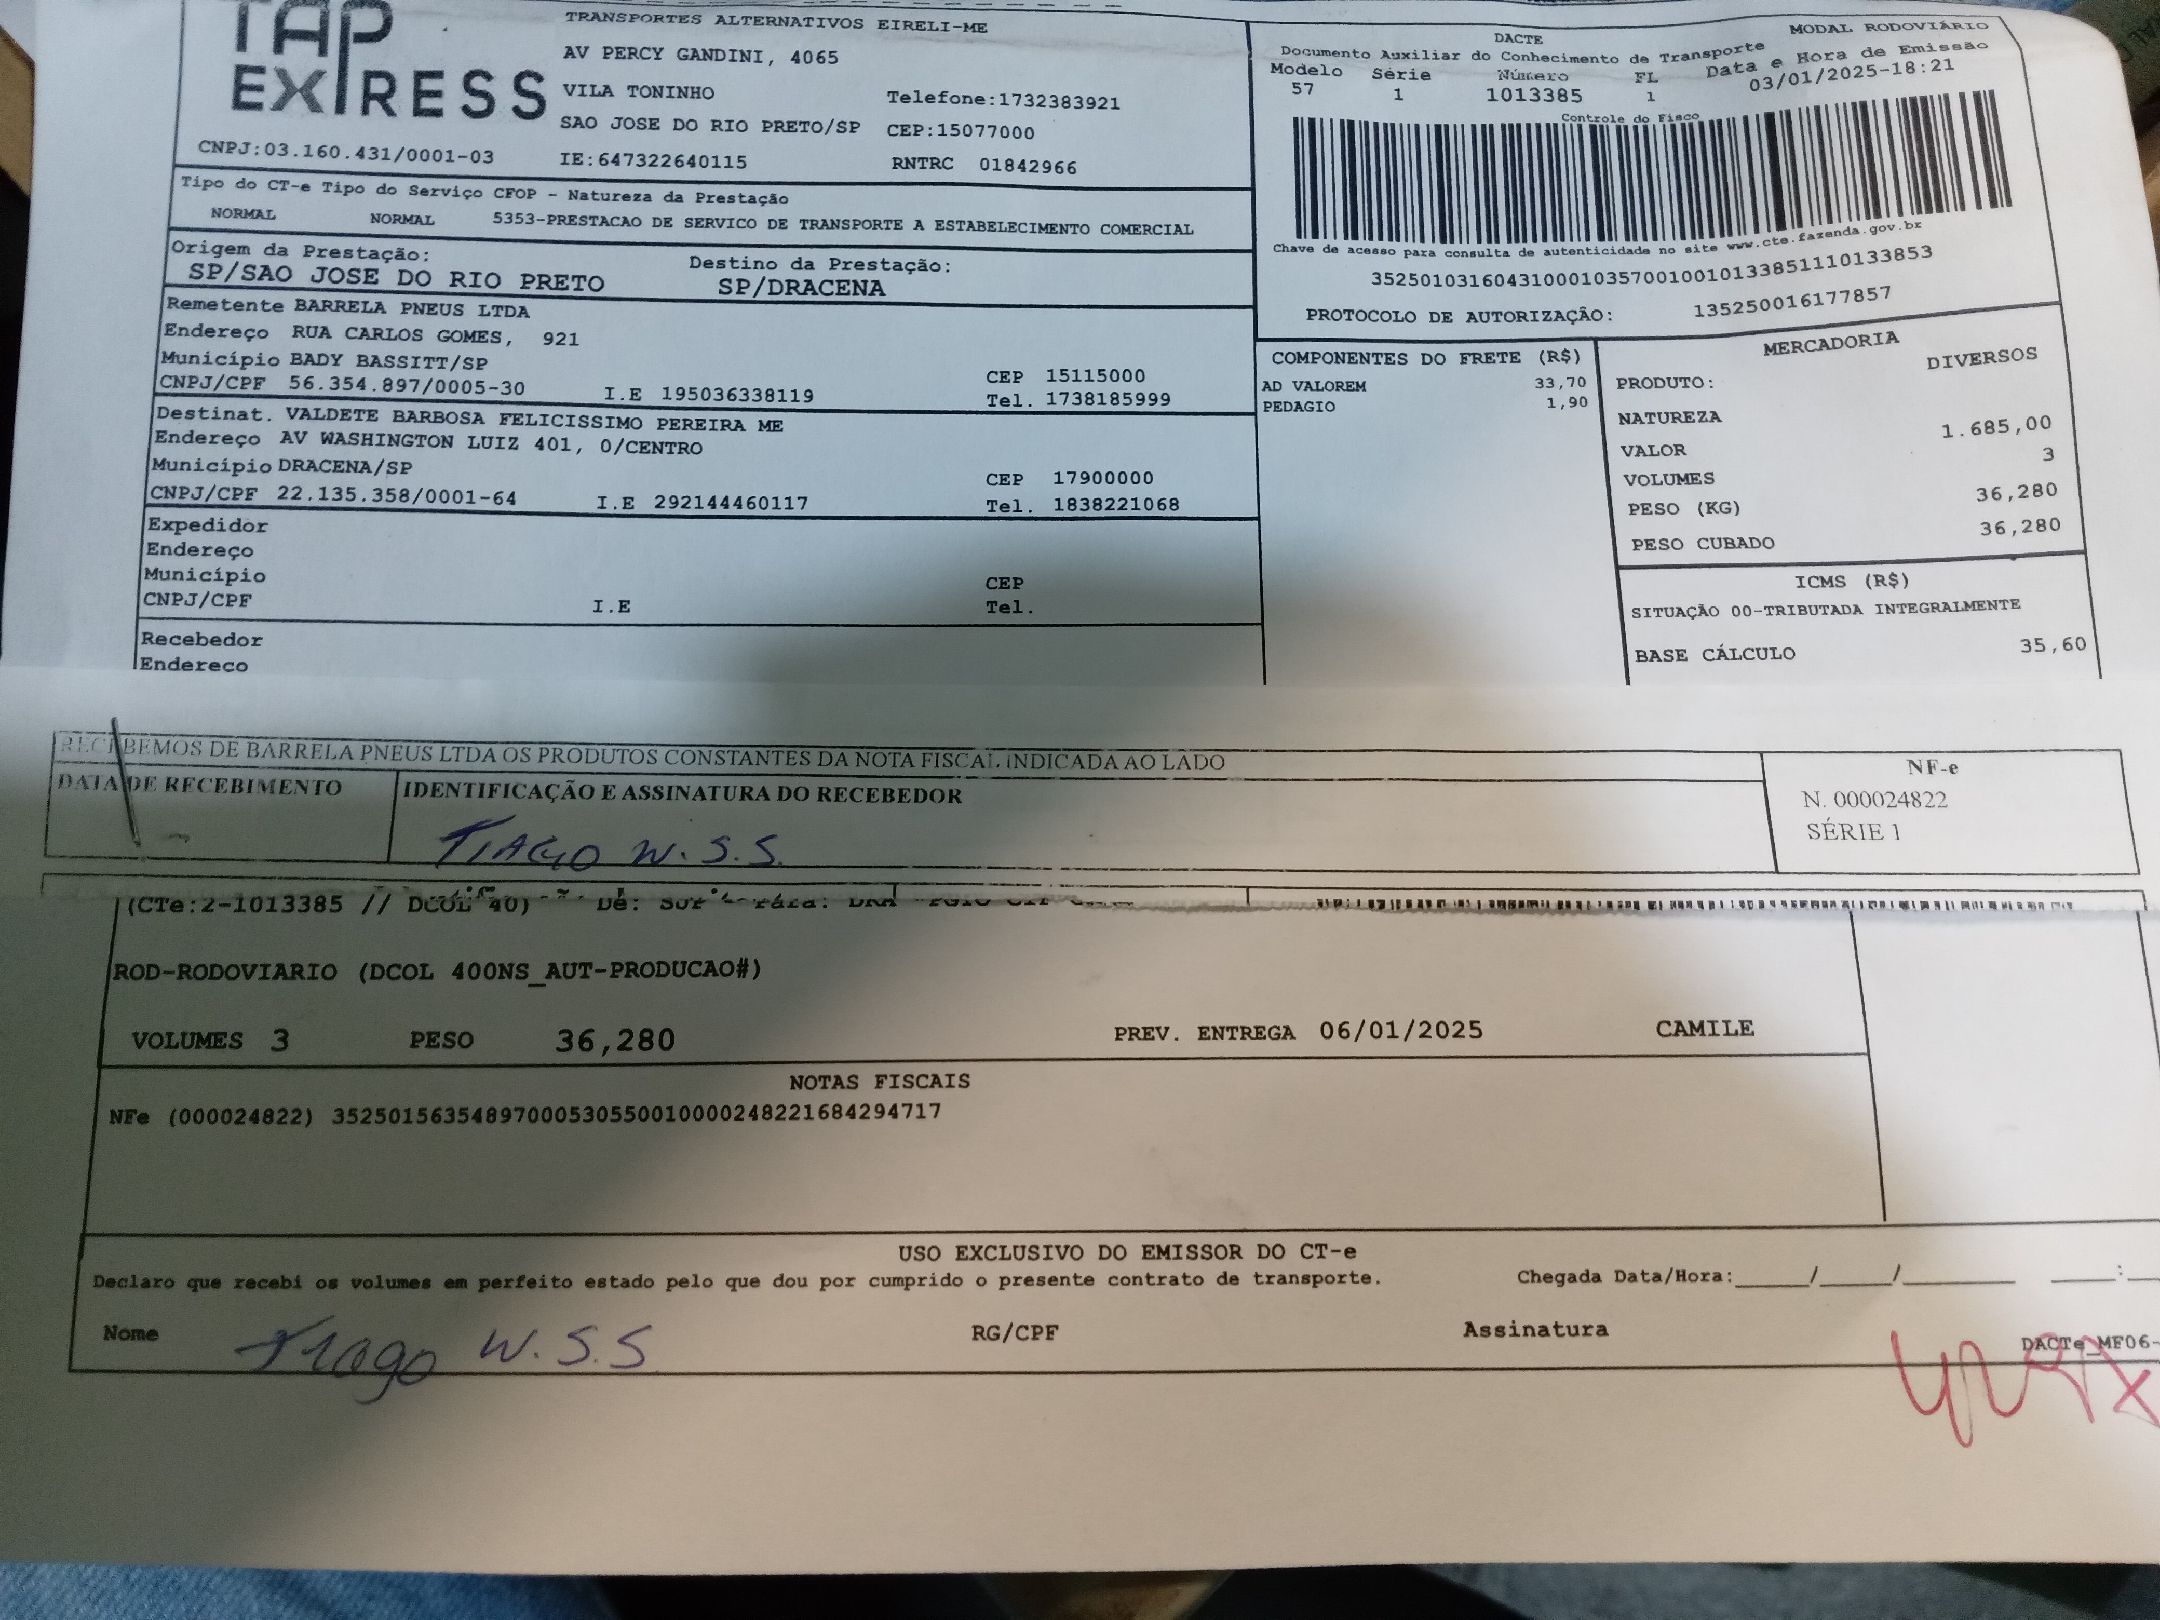 TAP
EXPRESS
CNPJ:03.160.431/0001-03
TRANSPORTES ALTERNATIVOS EIRELI-ME
AV PERCY GANDINI, 4065
VILA TONINHO Telefone:1732383921
SAO JOSE DO RIO PRETO/SP CEP:15077000
IE:647322640115 RNTRC 01842966
DACTE MODAL RODOVIÁRIO
Documento Auxiliar do Conhecimento de Transporte
Modelo Série Número FL Data e Hora de Emissão
57 1 1013385 1 03/01/2025-18:21
Controle do Fisco
Chave de acesso para consulta de autenticidade no site www.cte.fazenda.gov.br
35250103160431000103570010010133851110133853
PROTOCOLO DE AUTORIZAÇÃO: 135250016177857
Tipo do CT-e Tipo do Serviço CFOP - Natureza da Prestação
NORMAL NORMAL 5353-PRESTACAO DE SERVICO DE TRANSPORTE A ESTABELECIMENTO COMERCIAL
Origem da Prestação: Destino da Prestação:
SP/SAO JOSE DO RIO PRETO SP/DRACENA
Remetente BARRELA PNEUS LTDA
Endereço RUA CARLOS GOMES, 921
Município BADY BASSITT/SP CEP 15115000
CNPJ/CPF 56.354.897/0005-30 I.E 195036338119 Tel. 1738185999
Destinat. VALDETE BARBOSA FELICISSIMO PEREIRA ME
Endereço AV WASHINGTON LUIZ 401, 0/CENTRO
Município DRACENA/SP CEP 17900000
CNPJ/CPF 22.135.358/0001-64 I.E 292144460117 Tel. 1838221068
Expedidor
Endereço
Município CEP
CNPJ/CPF I.E Tel.
Recebedor
Endereco
COMPONENTES DO FRETE (R$)
AD VALOREM 33,70
PEDAGIO 1,90
MERCADORIA
PRODUTO: DIVERSOS
NATUREZA
VALOR 1.685,00
VOLUMES 3
PESO (KG) 36,280
PESO CUBADO 36,280
ICMS (R$)
SITUAÇÃO 00-TRIBUTADA INTEGRALMENTE
BASE CÁLCULO 35,60
RECEBEMOS DE BARRELA PNEUS LTDA OS PRODUTOS CONSTANTES DA NOTA FISCAL INDICADA AO LADO
DATA DE RECEBIMENTO IDENTIFICAÇÃO E ASSINATURA DO RECEBEDOR
TIAGO W.S.S.
NF-e
N. 000024822
SÉRIE 1
(CTe:2-1013385 // DCOL 40)
ROD-RODOVIARIO (DCOL 400NS_AUT-PRODUCAO#)
VOLUMES 3 PESO 36,280 PREV. ENTREGA 06/01/2025 CAMILE
NOTAS FISCAIS
NFe (000024822) 35250156354897000530550010000248221684294717
USO EXCLUSIVO DO EMISSOR DO CT-e
Declaro que recebi os volumes em perfeito estado pelo que dou por cumprido o presente contrato de transporte. Chegada Data/Hora:_____/_____/_______ ____:__
Nome Tiago W.S.S RG/CPF Assinatura
DACTe_MF06-